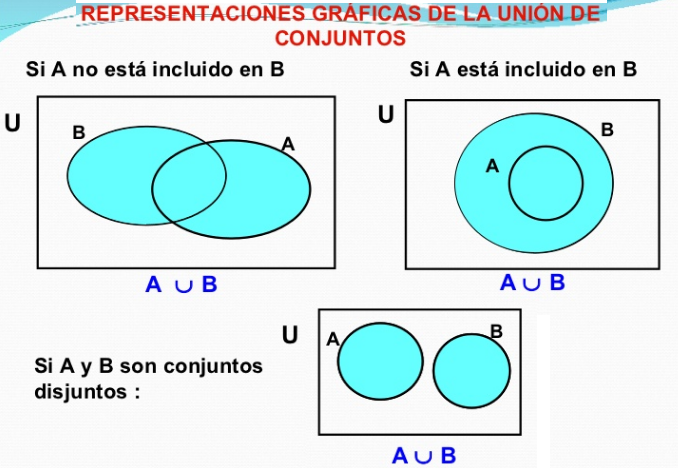 REPRESENTACIONES GRÁFICAS DE LA UNIÓN DE
CONJUNTOS
Si A no está incluido en B
Si A está incluido en B
U
B
A
A ∪ B
U
B
A
A ∪ B
Si A y B son conjuntos
disjuntos :
U
A
B
A ∪ B